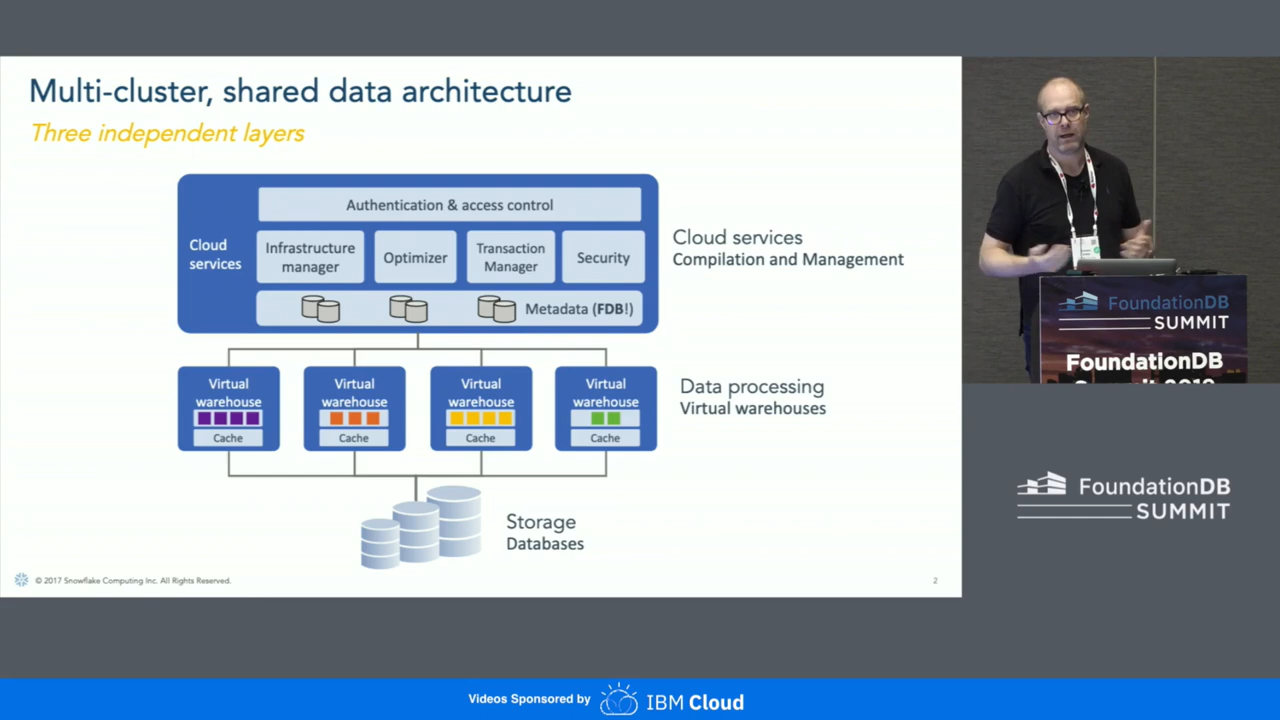 Multi-cluster, shared data architecture
Three independent layers
Authentication & access control
Cloud
services
Infrastructure
manager
Optimizer
Transaction
Manager
Security
Metadata (FDB!)
Cloud services
Compilation and Management
Virtual
warehouse
Cache
Virtual
warehouse
Cache
Virtual
warehouse
Cache
Virtual
warehouse
Cache
Data processing
Virtual warehouses
Storage
Databases
© 2017 Snowflake Computing Inc. All Rights Reserved.
2
FoundationDB
SUMMIT
FoundationDB
FoundationDB
SUMMIT
Videos Sponsored by
IBM Cloud